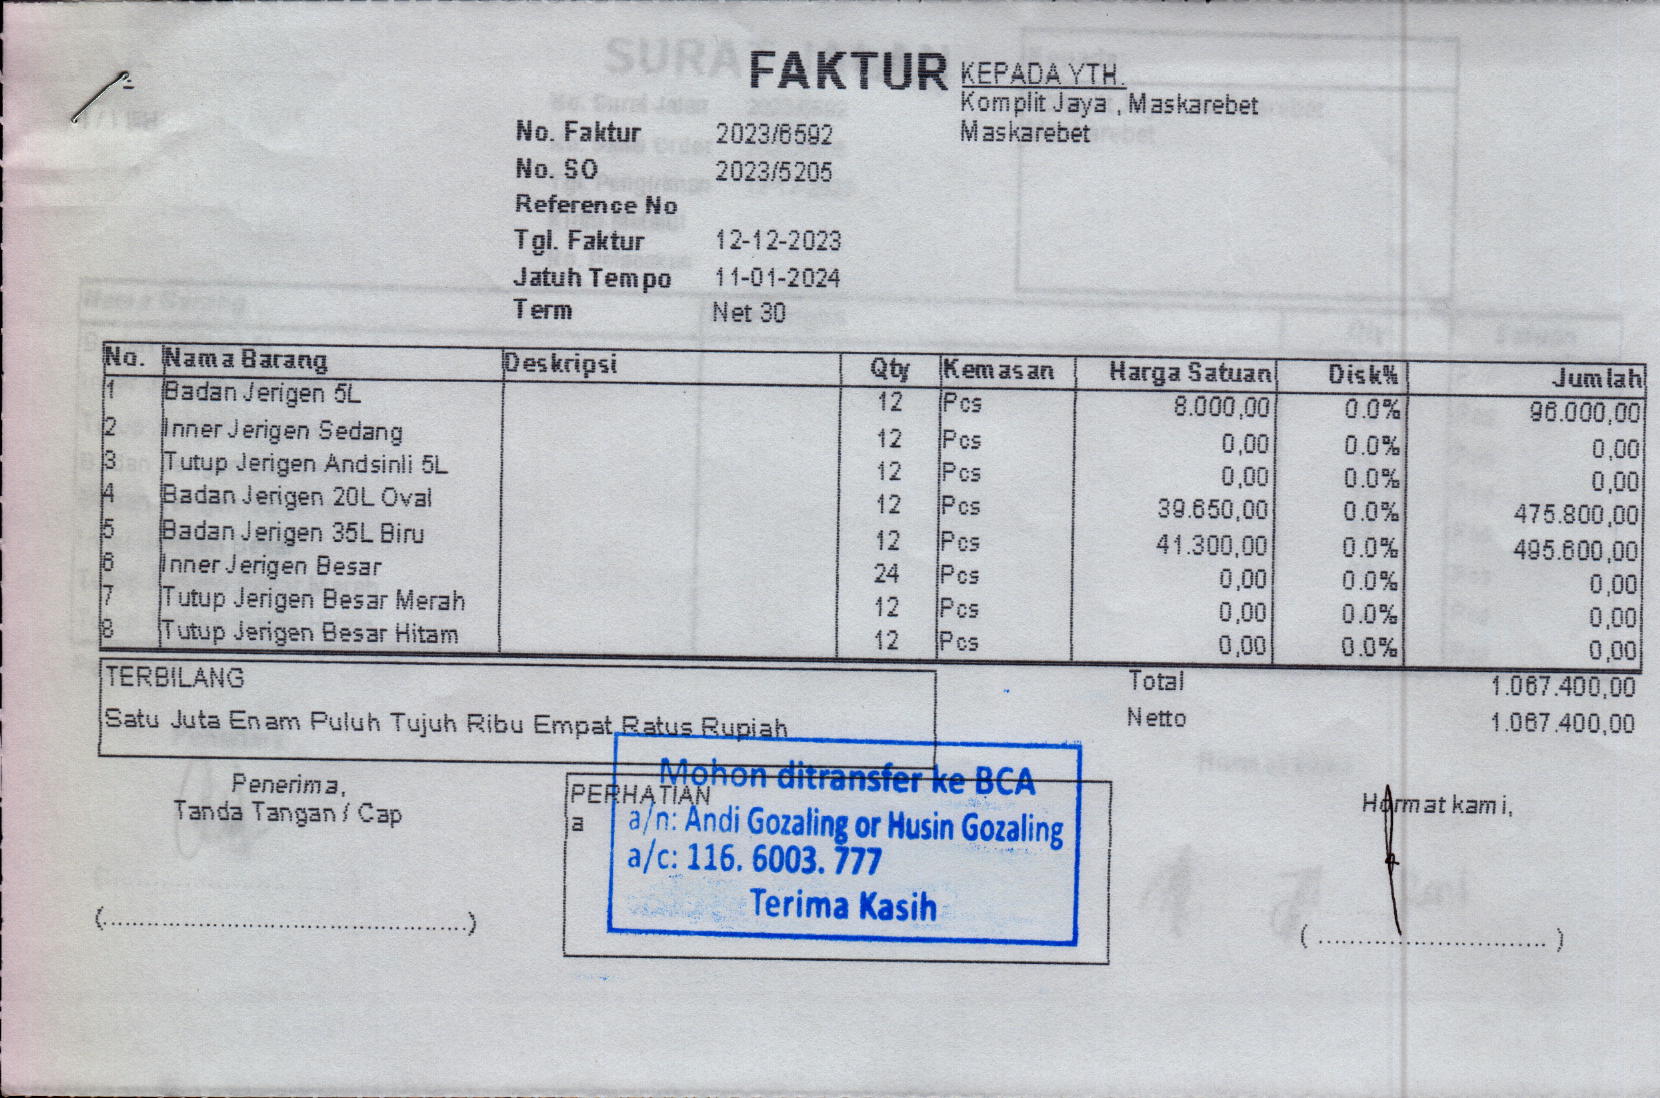 FAKTUR
KEPADA YTH.
Komplit Jaya , Maskarebet
Maskarebet
No. Faktur 2023/6592
No. SO 2023/5205
Reference No
Tgl. Faktur 12-12-2023
Jatuh Tempo 11-01-2024
Term Net 30
No. Nama Barang Deskripsi Qty Kemasan Harga Satuan Disk% Jumlah
1 Badan Jerigen 5L 12 Pcs 8.000,00 0.0% 96.000,00
2 Inner Jerigen Sedang 12 Pcs 0,00 0.0% 0,00
3 Tutup Jerigen Andsinli 5L 12 Pcs 0,00 0.0% 0,00
4 Badan Jerigen 20L Oval 12 Pcs 39.650,00 0.0% 475.800,00
5 Badan Jerigen 35L Biru 12 Pcs 41.300,00 0.0% 495.600,00
6 Inner Jerigen Besar 24 Pcs 0,00 0.0% 0,00
7 Tutup Jerigen Besar Merah 12 Pcs 0,00 0.0% 0,00
8 Tutup Jerigen Besar Hitam 12 Pcs 0,00 0.0% 0,00
TERBILANG
Satu Juta Enam Puluh Tujuh Ribu Empat Ratus Rupiah
Total 1.067.400,00
Netto 1.067.400,00
Penerima,
Tanda Tangan / Cap
(..............................................)
PERHATIAN
a
Mohon ditransfer ke BCA
a/n: Andi Gozaling or Husin Gozaling
a/c: 116. 6003. 777
Terima Kasih
Hormat kami,
( ............................. )